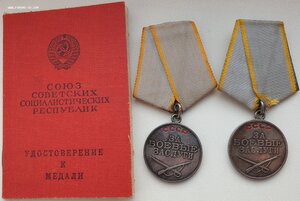 СОЮЗ
СОВЕТСКИХ
СОЦИАЛИСТИЧЕСКИХ
РЕСПУБЛИК
УДОСТОВЕРЕНИЕ
К
МЕДАЛИ
ЗА
БОЕВЫЕ
ЗАСЛУГИ
ЗА
БОЕВЫЕ
ЗАСЛУГИ